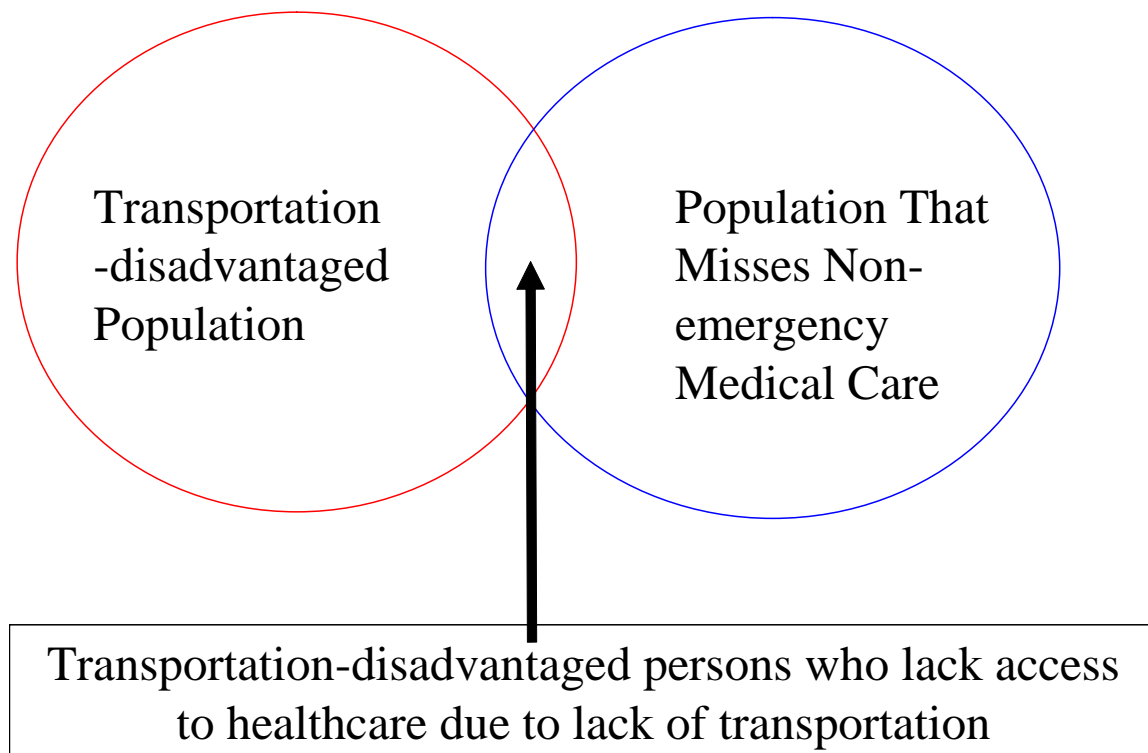 Transportation
-disadvantaged
Population
Population That
Misses Non-
emergency
Medical Care
Transportation-disadvantaged persons who lack access
to healthcare due to lack of transportation